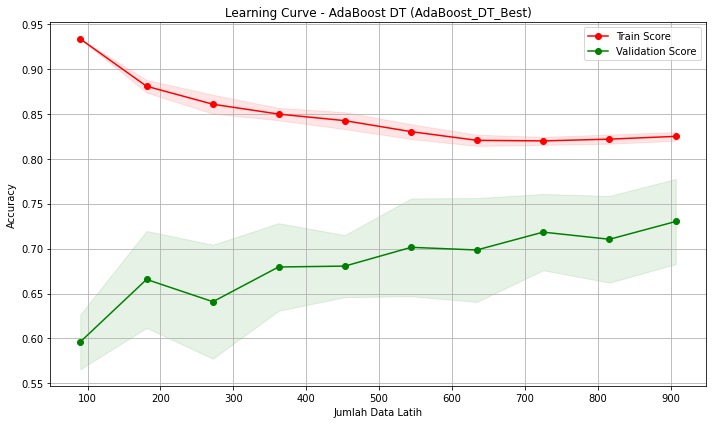 Learning Curve - AdaBoost DT (AdaBoost_DT_Best)
Train Score
Validation Score
Accuracy
0.95
0.90
0.85
0.80
0.75
0.70
0.65
0.60
0.55
100 200 300 400 500 600 700 800 900
Jumlah Data Latih